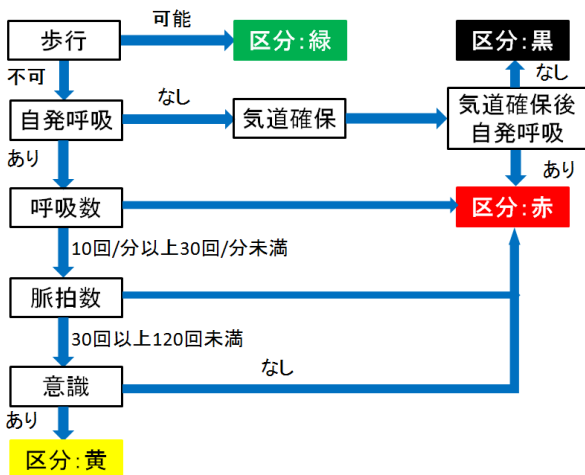 可能
歩行
区分：緑
区分：黒
不可
なし
なし
自発呼吸
気道確保
気道確保後
自発呼吸
あり
あり
呼吸数
区分：赤
10回/分以上30回/分未満
脈拍数
30回以上120回未満
なし
意識
あり
区分：黄